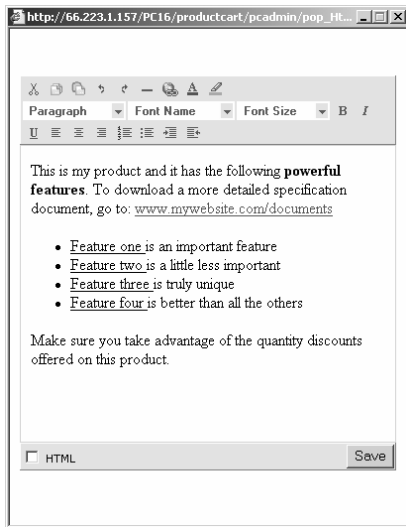 http://66.223.1.157/PC16/productcart/pcadmin/pop_Ht...
Paragraph Font Name Font Size B I
U
This is my product and it has the following powerful
features. To download a more detailed specification
document, go to: www.mywebsite.com/documents
• Feature one is an important feature
• Feature two is a little less important
• Feature three is truly unique
• Feature four is better than all the others
Make sure you take advantage of the quantity discounts
offered on this product.
HTML Save